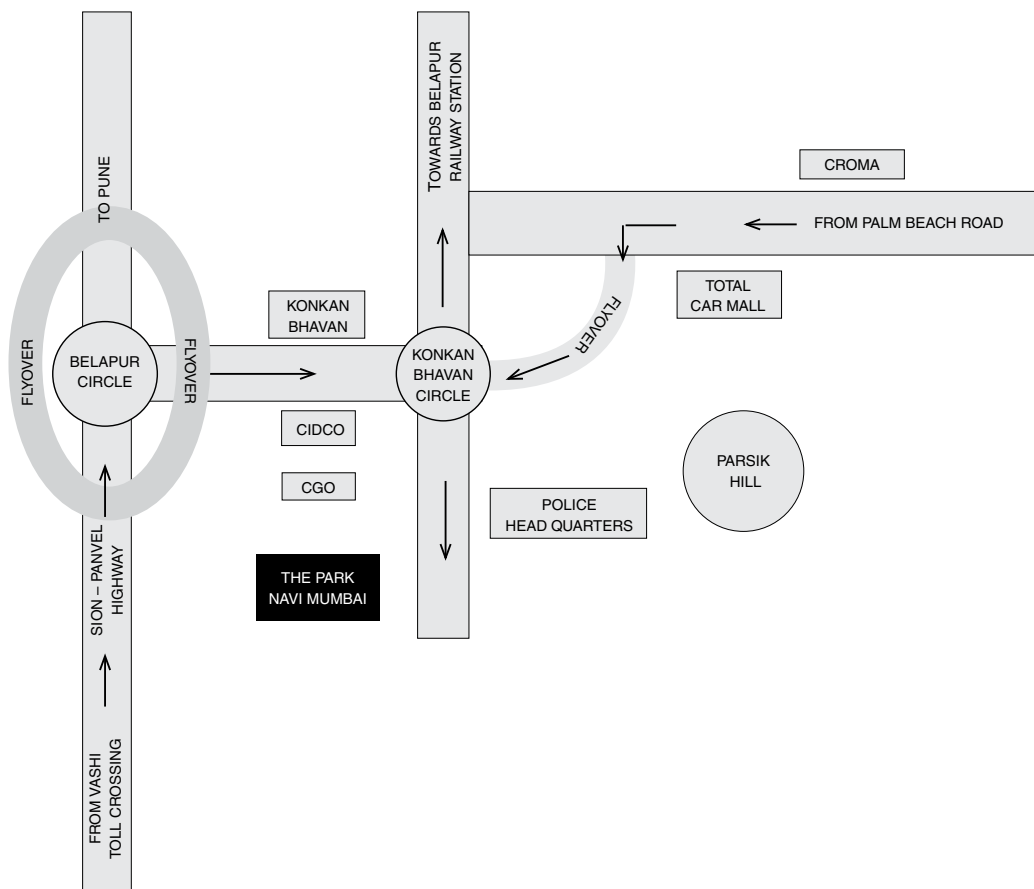 TO PUNE
TOWARDS BELAPUR
RAILWAY STATION
CROMA
FROM PALM BEACH ROAD
TOTAL
CAR MALL
FLYOVER
KONKAN
BHAVAN
FLYOVER
BELAPUR
CIRCLE
FLYOVER
KONKAN
BHAVAN
CIRCLE
CIDCO
CGO
POLICE
HEAD QUARTERS
PARSIK
HILL
THE PARK
NAVI MUMBAI
SION – PANVEL
HIGHWAY
FROM VASHI
TOLL CROSSING